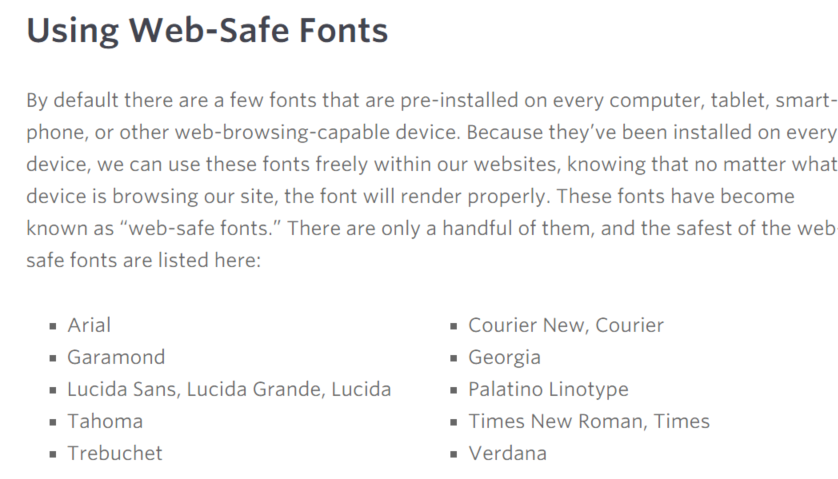 Using Web-Safe Fonts
By default there are a few fonts that are pre-installed on every computer, tablet, smart-
phone, or other web-browsing-capable device. Because they’ve been installed on every
device, we can use these fonts freely within our websites, knowing that no matter what
device is browsing our site, the font will render properly. These fonts have become
known as “web-safe fonts.” There are only a handful of them, and the safest of the web-
safe fonts are listed here:
▪ Arial
▪ Garamond
▪ Lucida Sans, Lucida Grande, Lucida
▪ Tahoma
▪ Trebuchet
▪ Courier New, Courier
▪ Georgia
▪ Palatino Linotype
▪ Times New Roman, Times
▪ Verdana